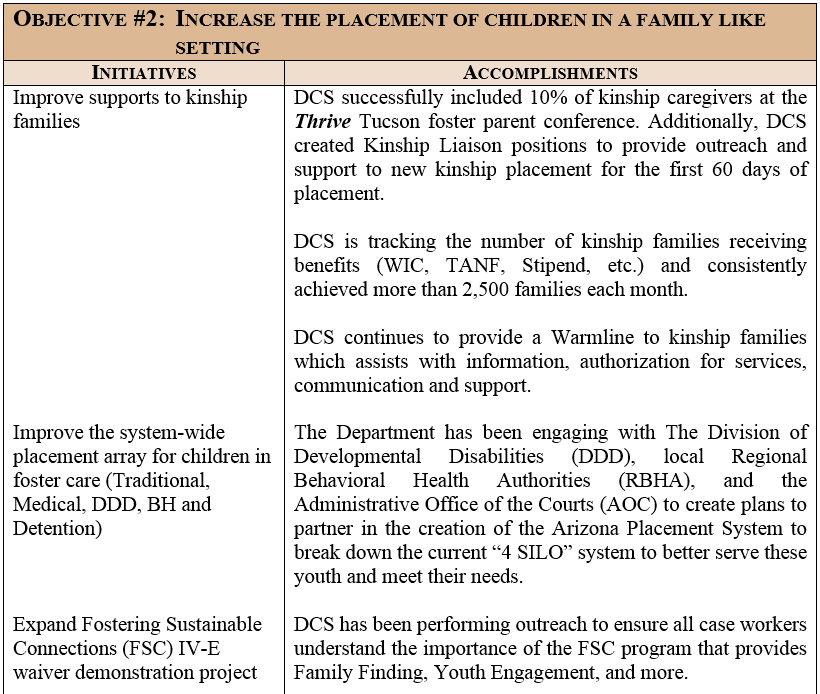 OBJECTIVE #2: INCREASE THE PLACEMENT OF CHILDREN IN A FAMILY LIKE
SETTING
INITIATIVES
ACCOMPLISHMENTS
Improve supports to kinship
families
DCS successfully included 10% of kinship caregivers at the
Thrive Tucson foster parent conference. Additionally, DCS
created Kinship Liaison positions to provide outreach and
support to new kinship placement for the first 60 days of
placement.
DCS is tracking the number of kinship families receiving
benefits (WIC, TANF, Stipend, etc.) and consistently
achieved more than 2,500 families each month.
DCS continues to provide a Warmline to kinship families
which assists with information, authorization for services,
communication and support.
Improve the system-wide
placement array for children in
foster care (Traditional,
Medical, DDD, BH and
Detention)
The Department has been engaging with The Division of
Developmental Disabilities (DDD), local Regional
Behavioral Health Authorities (RBHA), and the
Administrative Office of the Courts (AOC) to create plans to
partner in the creation of the Arizona Placement System to
break down the current “4 SILO” system to better serve these
youth and meet their needs.
Expand Fostering Sustainable
Connections (FSC) IV-E
waiver demonstration project
DCS has been performing outreach to ensure all case workers
understand the importance of the FSC program that provides
Family Finding, Youth Engagement, and more.